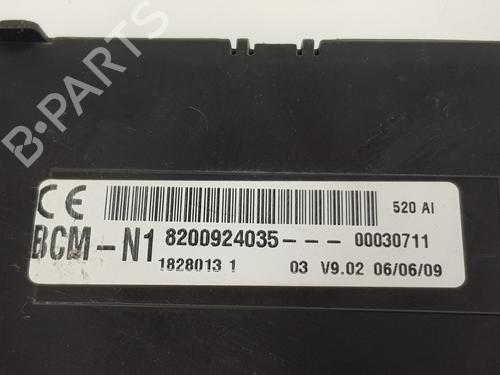 B-PARTS
CE 520 AI
BCM-N1 8200924035--- 00030711
1828013 1 03 V9.02 06/06/09